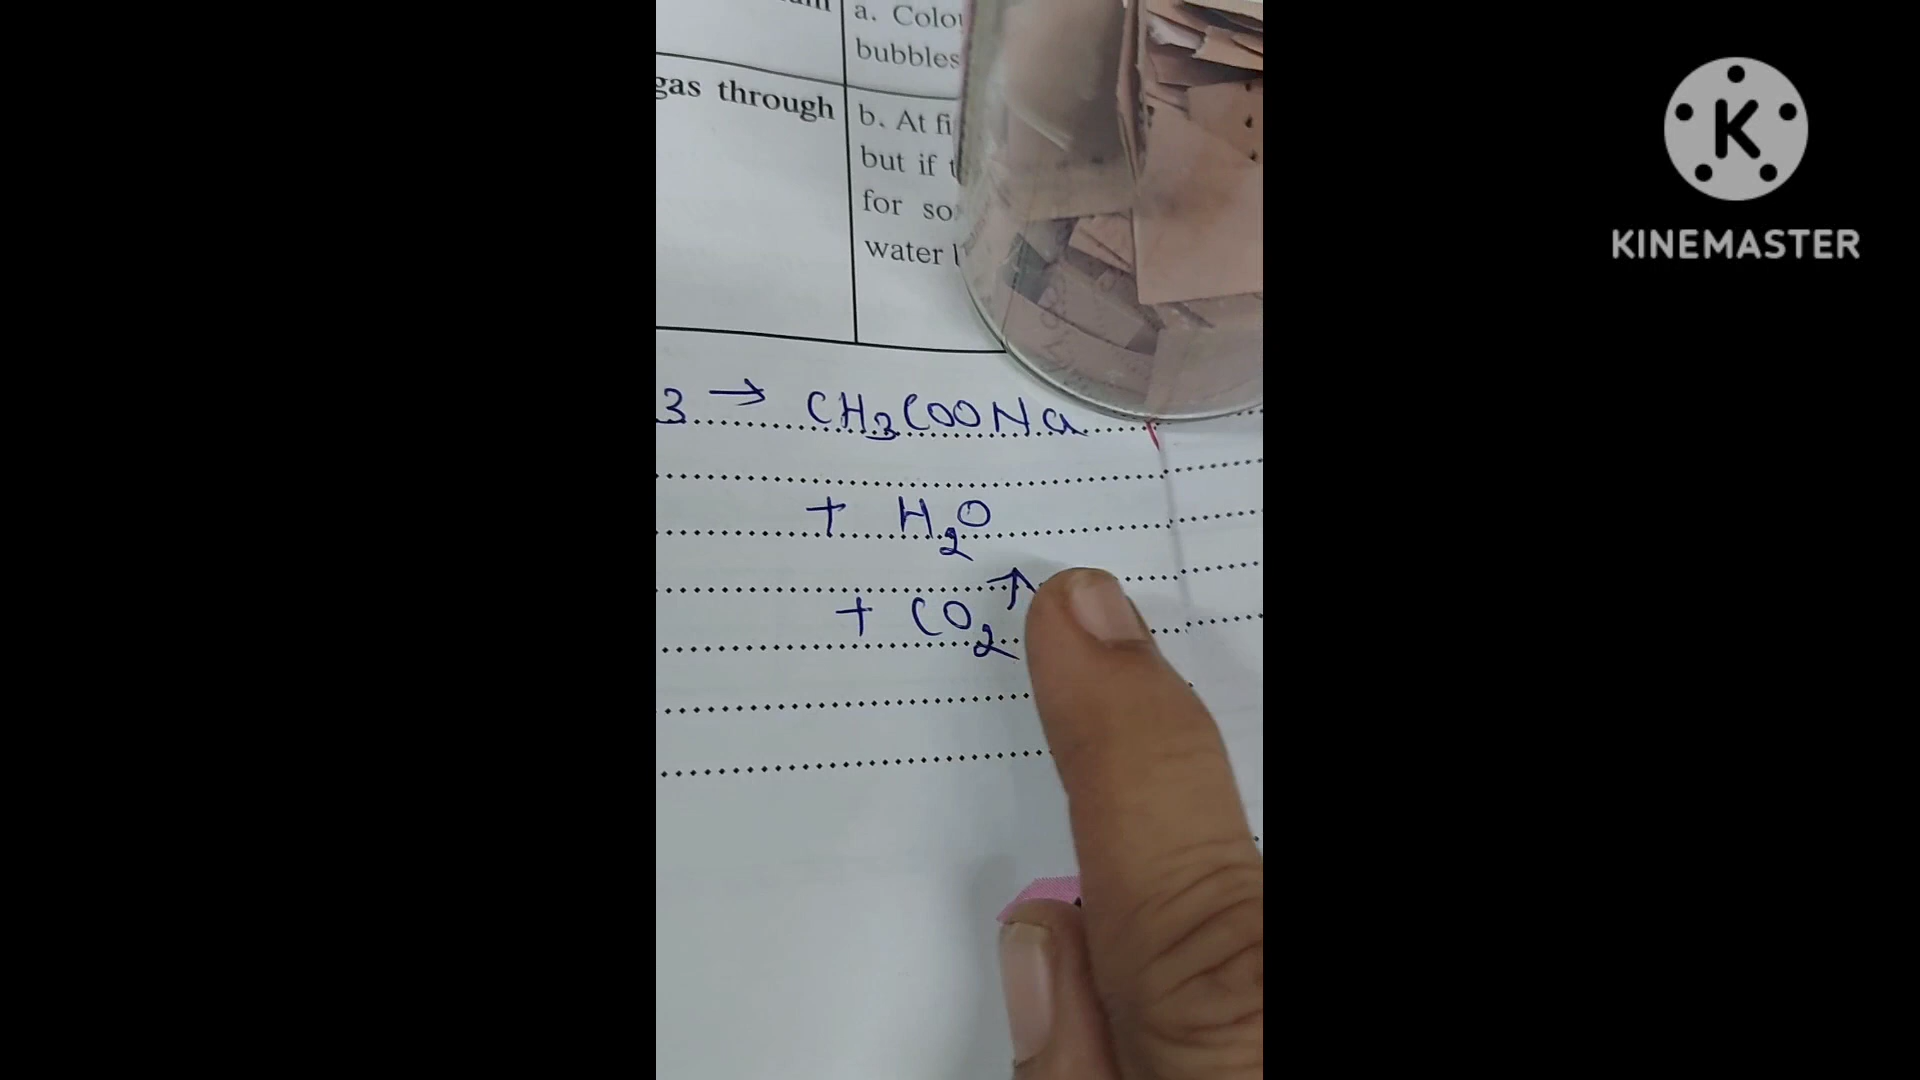 a. Colo
bubbles
gas through
b. At fi
but if t
for so
water
3 → CH₃COONa
+ H₂O
+ CO₂ ↑
K
KINEMASTER